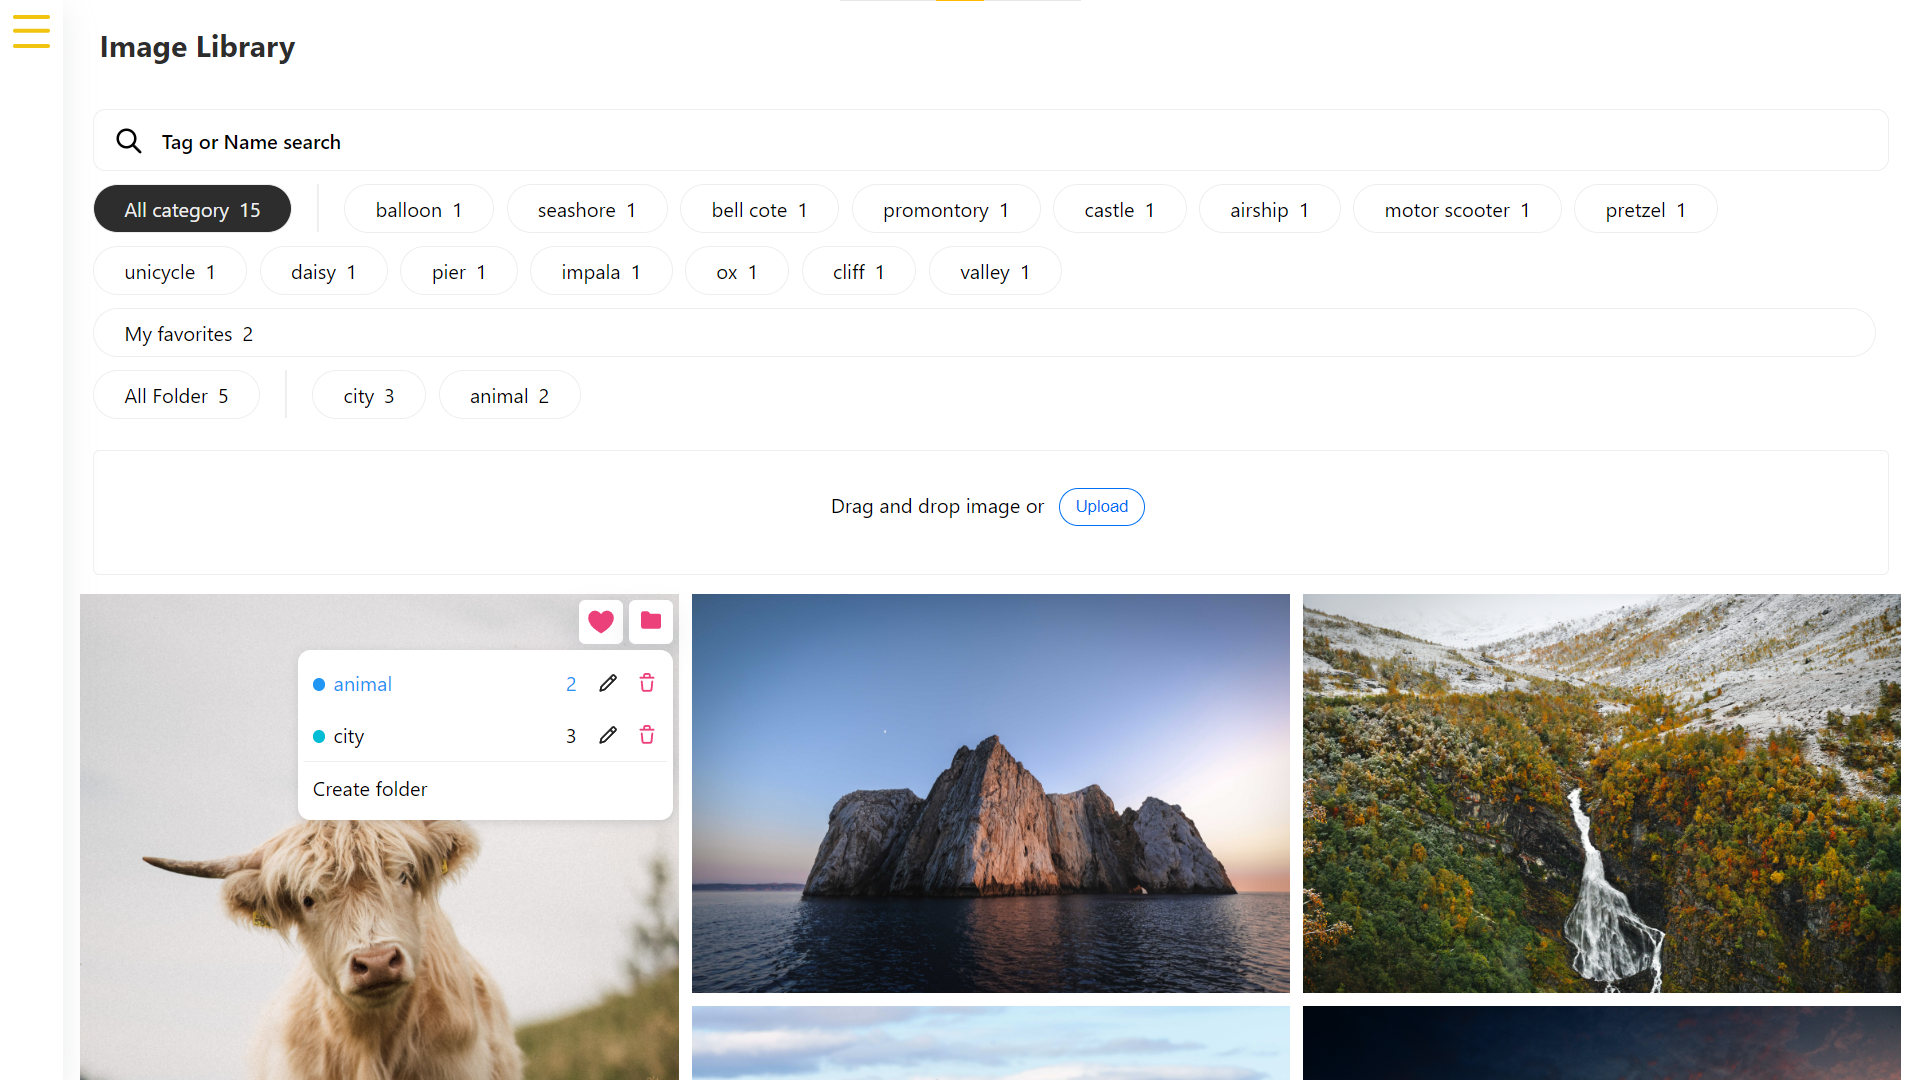 Image Library
Tag or Name search
All category 15 balloon 1 seashore 1 bell cote 1 promontory 1 castle 1 airship 1 motor scooter 1 pretzel 1
unicycle 1 daisy 1 pier 1 impala 1 ox 1 cliff 1 valley 1
My favorites 2
All Folder 5 city 3 animal 2
Drag and drop image or Upload
animal 2
city 3
Create folder